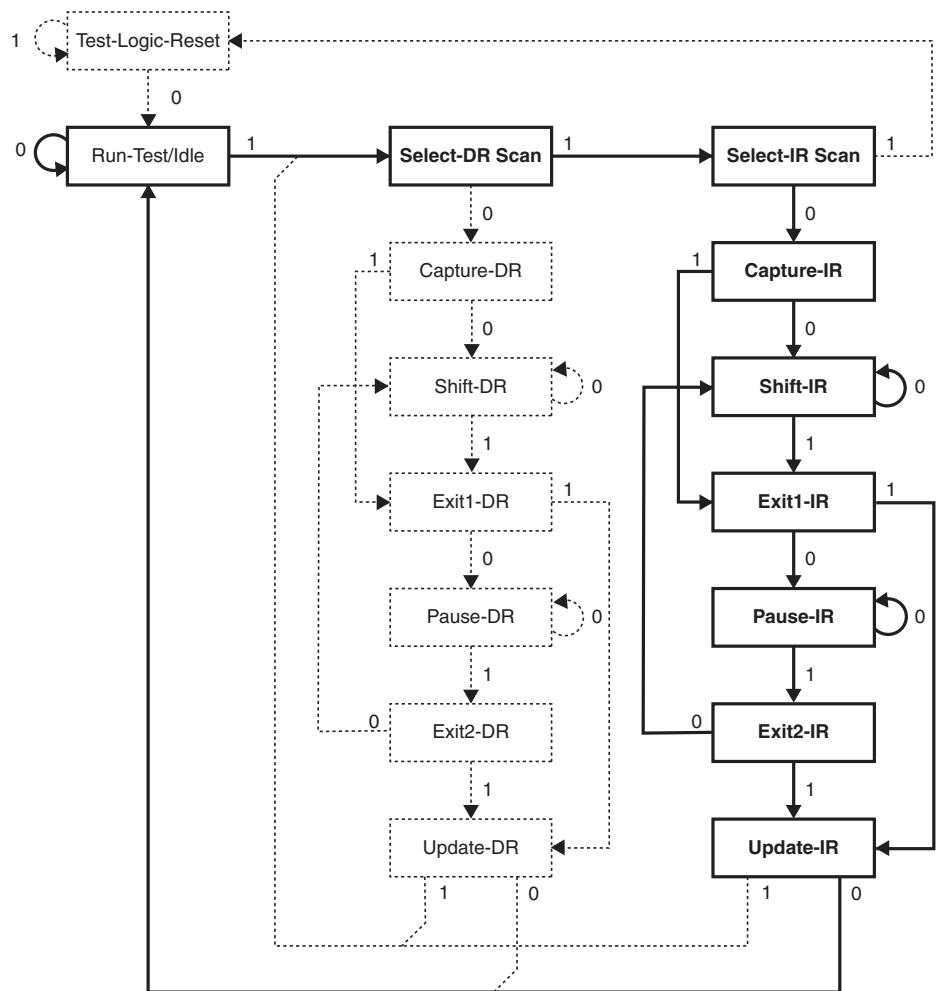 Test-Logic-Reset
1
0
0
Run-Test/Idle
1
Select-DR Scan
1
Select-IR Scan
1
0
0
1
Capture-DR
1
Capture-IR
0
0
Shift-DR
0
Shift-IR
0
1
1
Exit1-DR
1
Exit1-IR
1
0
0
Pause-DR
0
Pause-IR
0
1
1
0
Exit2-DR
0
Exit2-IR
1
1
Update-DR
Update-IR
1
0
1
0